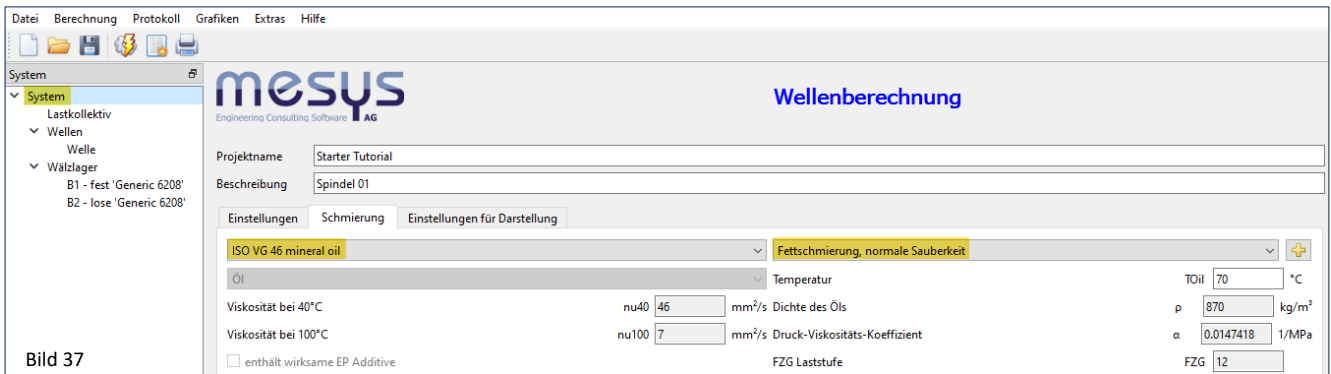 Datei Berechnung Protokoll Grafiken Extras Hilfe
System
System
Lastkollektiv
Wellen
Welle
Wälzlager
B1 - fest 'Generic 6208'
B2 - lose 'Generic 6208'
Bild 37
mesys
Engineering Consulting Software AG
Wellenberechnung
Projektname Starter Tutorial
Beschreibung Spindel 01
Einstellungen Schmierung Einstellungen für Darstellung
ISO VG 46 mineral oil Fettschmierung, normale Sauberkeit
Öl Temperatur TOil 70 °C
Viskosität bei 40°C nu40 46 mm²/s Dichte des Öls ρ 870 kg/m³
Viskosität bei 100°C nu100 7 mm²/s Druck-Viskositäts-Koeffizient α 0.0147418 1/MPa
enthält wirksame EP Additive FZG Laststufe FZG 12